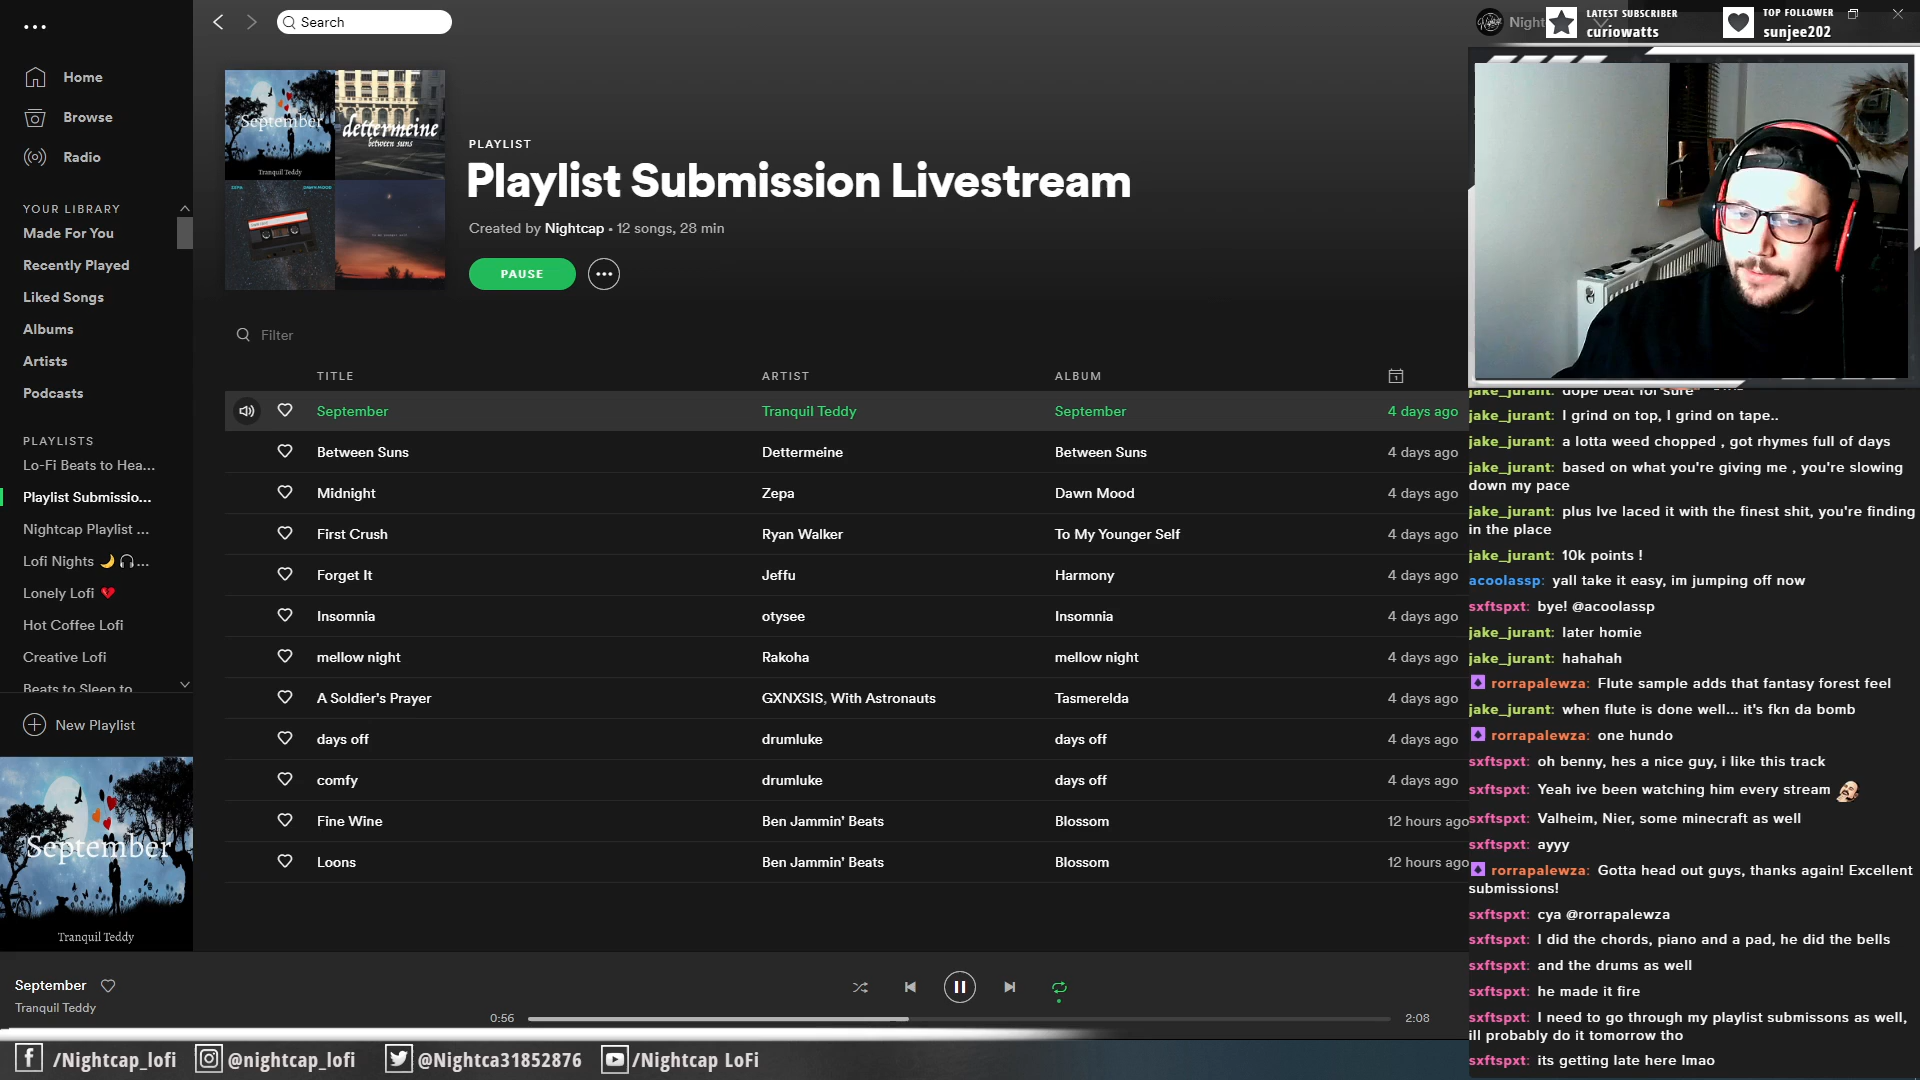 Search
Night
LATEST SUBSCRIBER
curiowatts
TOP FOLLOWER
sunjee202
Home
Browse
Radio
YOUR LIBRARY
Made For You
Recently Played
Liked Songs
Albums
Artists
Podcasts
PLAYLISTS
Lo-Fi Beats to Hea...
Playlist Submissio...
Nightcap Playlist ...
Lofi Nights 🌙🎧...
Lonely Lofi 💔
Hot Coffee Lofi
Creative Lofi
Beats to Sleep to
New Playlist
September
Tranquil Teddy
dettermeine
between suns
ZEPA
DAWN MOOD
PLAYLIST
Playlist Submission Livestream
Created by Nightcap • 12 songs, 28 min
PAUSE
Filter
TITLE ARTIST ALBUM
September Tranquil Teddy September 4 days ago
Between Suns Dettermeine Between Suns 4 days ago
Midnight Zepa Dawn Mood 4 days ago
First Crush Ryan Walker To My Younger Self 4 days ago
Forget It Jeffu Harmony 4 days ago
Insomnia otysee Insomnia 4 days ago
mellow night Rakoha mellow night 4 days ago
A Soldier's Prayer GXNXSIS, With Astronauts Tasmerelda 4 days ago
days off drumluke days off 4 days ago
comfy drumluke days off 4 days ago
Fine Wine Ben Jammin' Beats Blossom 12 hours ago
Loons Ben Jammin' Beats Blossom 12 hours ago
jake_jurant: dope beat for sure
jake_jurant: I grind on top, I grind on tape..
jake_jurant: a lotta weed chopped , got rhymes full of days
jake_jurant: based on what you're giving me , you're slowing
down my pace
jake_jurant: plus Ive laced it with the finest shit, you're finding
in the place
jake_jurant: 10k points !
acoolassp: yall take it easy, im jumping off now
sxftspxt: bye! @acoolassp
jake_jurant: later homie
jake_jurant: hahahah
rorrapalewza: Flute sample adds that fantasy forest feel
jake_jurant: when flute is done well... it's fkn da bomb
rorrapalewza: one hundo
sxftspxt: oh benny, hes a nice guy, i like this track
sxftspxt: Yeah ive been watching him every stream
sxftspxt: Valheim, Nier, some minecraft as well
sxftspxt: ayyy
rorrapalewza: Gotta head out guys, thanks again! Excellent
submissions!
sxftspxt: cya @rorrapalewza
sxftspxt: I did the chords, piano and a pad, he did the bells
sxftspxt: and the drums as well
sxftspxt: he made it fire
sxftspxt: I need to go through my playlist submissons as well,
ill probably do it tomorrow tho
sxftspxt: its getting late here lmao
September
Tranquil Teddy
September
Tranquil Teddy
0:56
2:08
/Nightcap_lofi @nightcap_lofi @Nightca31852876 /Nightcap LoFi